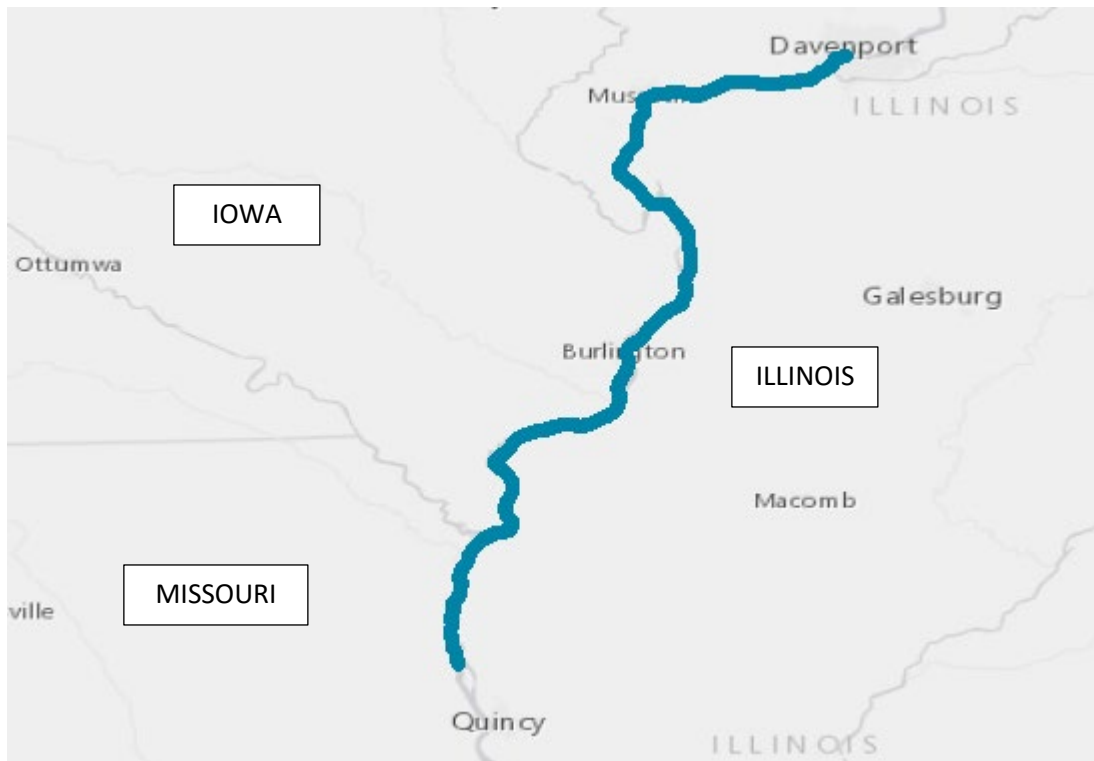 Davenport
ILLINOIS
IOWA
Ottumwa
Galesburg
Burlington
ILLINOIS
Macomb
MISSOURI
ville
Quincy
ILLINOIS